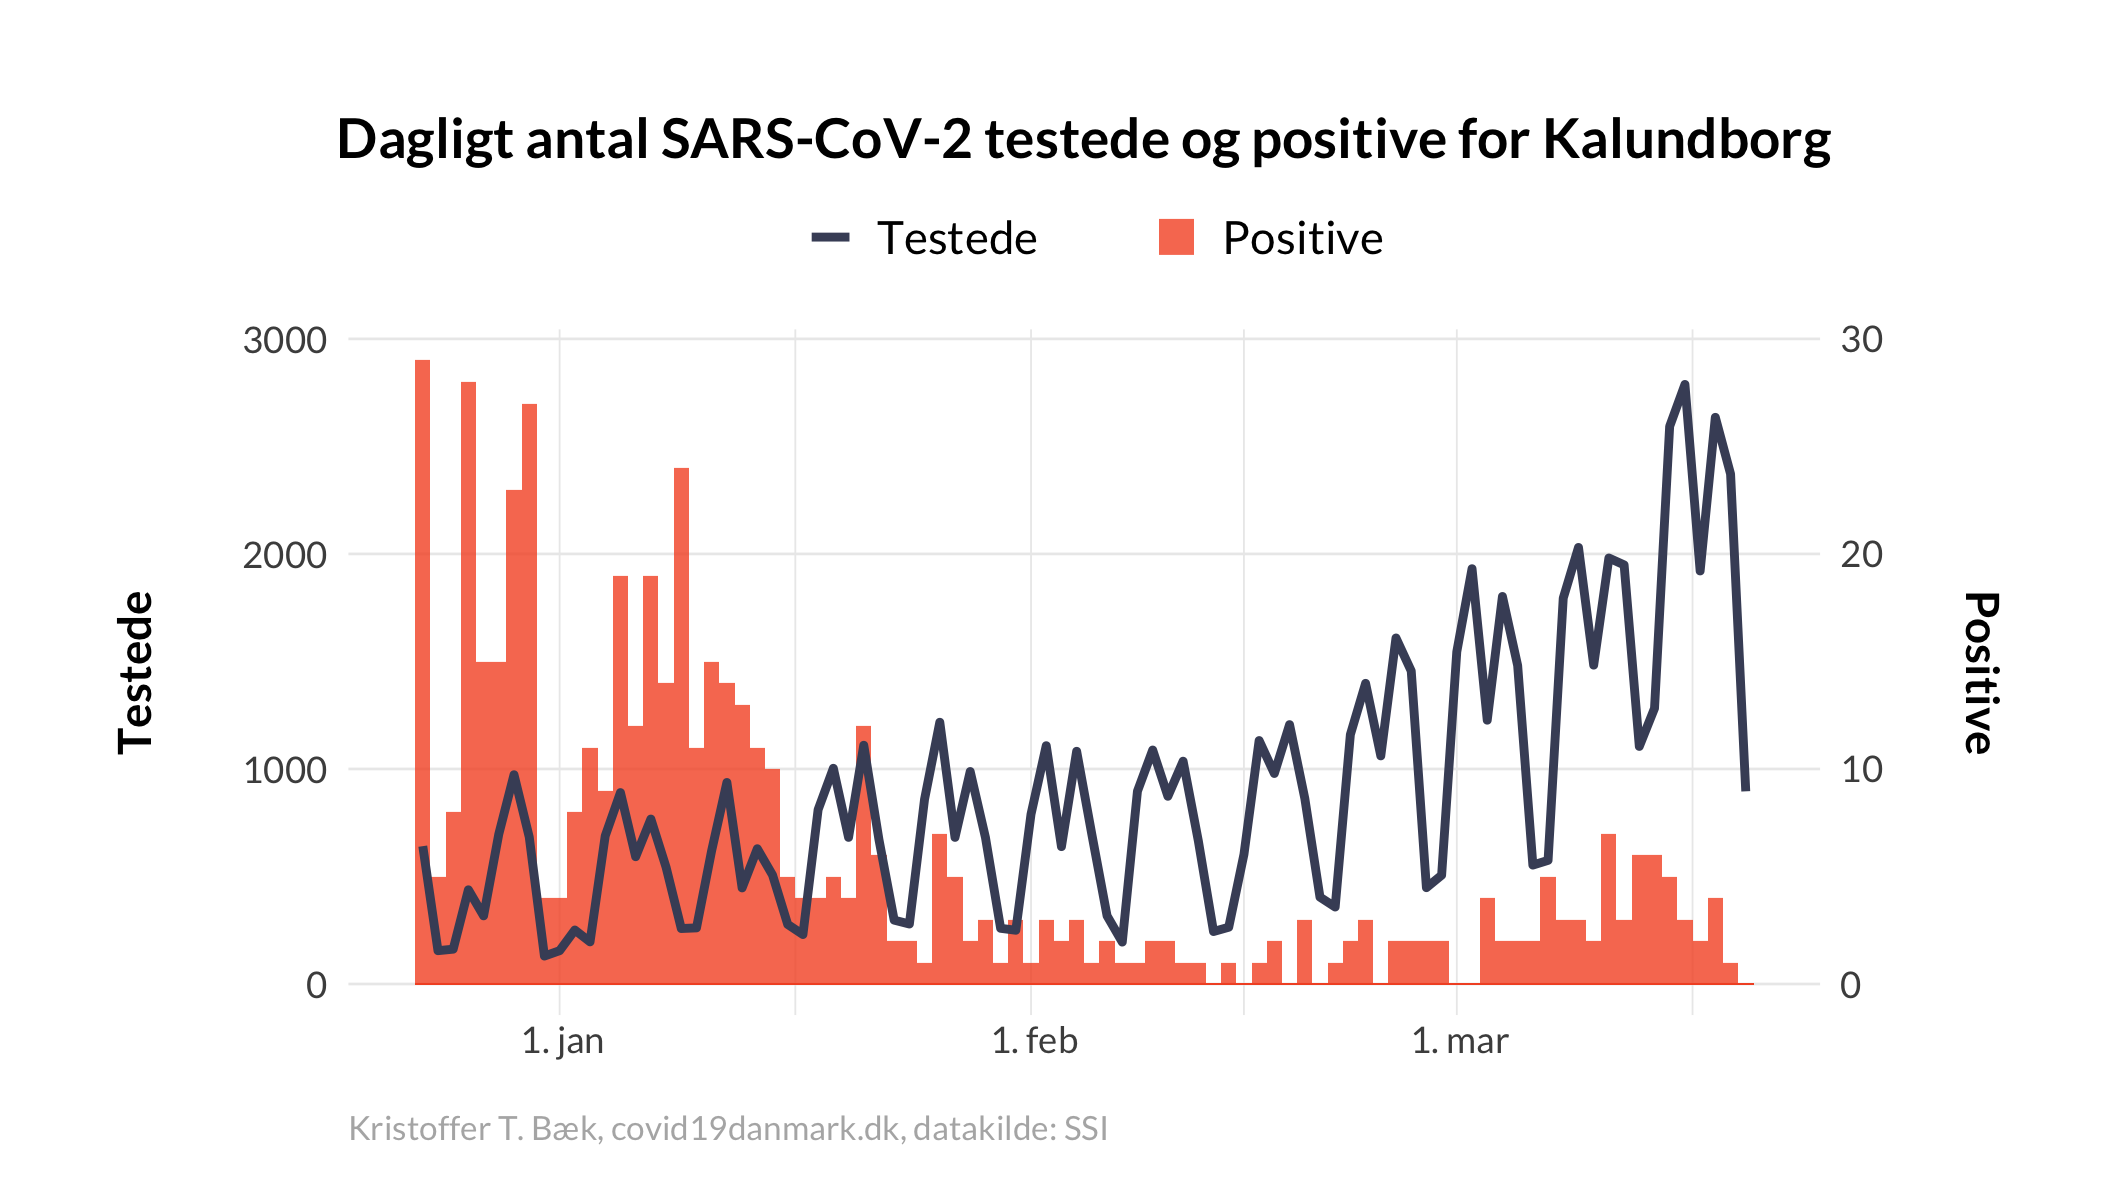 Dagligt antal SARS-CoV-2 testede og positive for Kalundborg
Testede
Positive
3000
2000
1000
0
Testede
30
20
10
0
Positive
1. jan
1. feb
1. mar
Kristoffer T. Bæk, covid19danmark.dk, datakilde: SSI